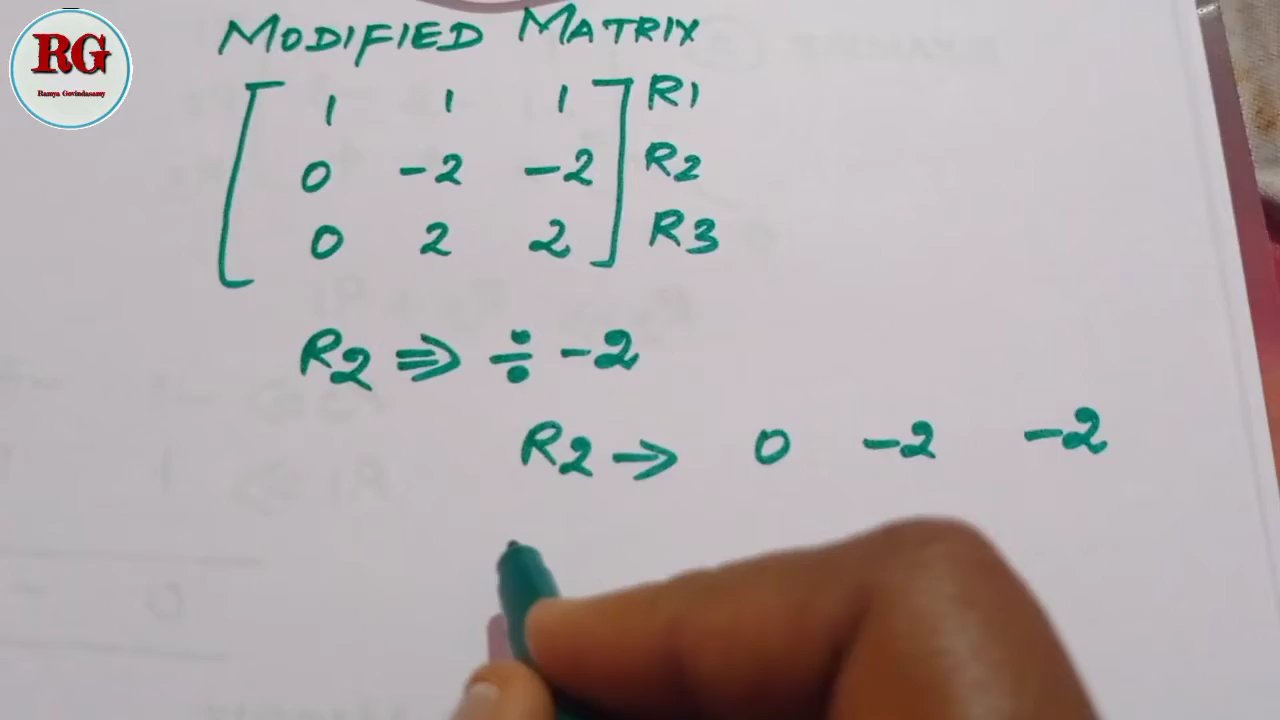 RG
Ramya Govindasamy
MODIFIED MATRIX
1 1 1 R1
0 -2 -2 R2
0 2 2 R3
R2 ⇒ ÷ -2
R2 → 0 -2 -2